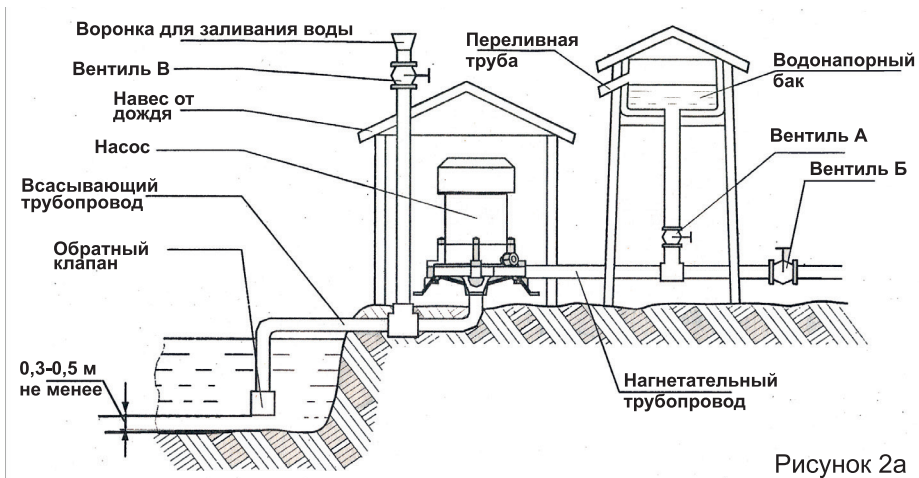 Воронка для заливания воды
Вентиль В
Навес от
дождя
Насос
Всасывающий
трубопровод
Обратный
клапан
0,3-0,5 м
не менее
Переливная
труба
Водонапорный
бак
Вентиль А
Вентиль Б
Нагнетательный
трубопровод
Рисунок 2а